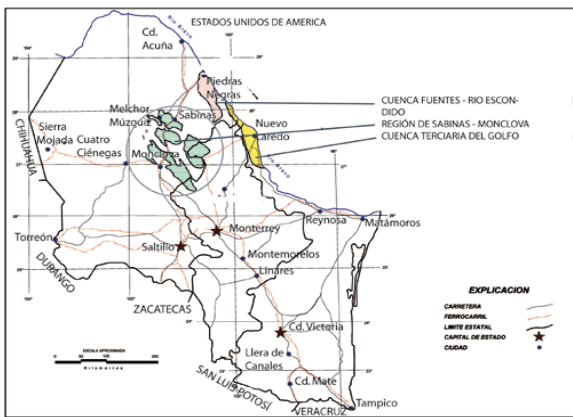 ESTADOS UNIDOS DE AMERICA
Rio Bravo
Cd.
Acuña
Piedras
Negras
CUENCA FUENTES - RIO ESCON-
DIDO
REGIÓN DE SABINAS - MONCLOVA
CUENCA TERCIARIA DEL GOLFO
Melchor
Múzquiz
Sabinas
Nuevo
Laredo
CHIHUAHUA
Sierra
Mojada
Cuatro
Ciénegas
Monclova
Rio Bravo
Reynosa
Matámoros
Torreón
Monterrey
Saltillo
Montemorelos
Linares
DURANGO
ZACATECAS
EXPLICACION
CARRETERA
FERROCARRIL
LIMITE ESTATAL
CAPITAL DE ESTADO
CIUDAD
Cd. Victoria
ESCALA APROXIMADA
Kilometros
Llera de
Canales
Cd. Mate
SAN LUIS POTOSÍ
VERACRUZ
Tampico